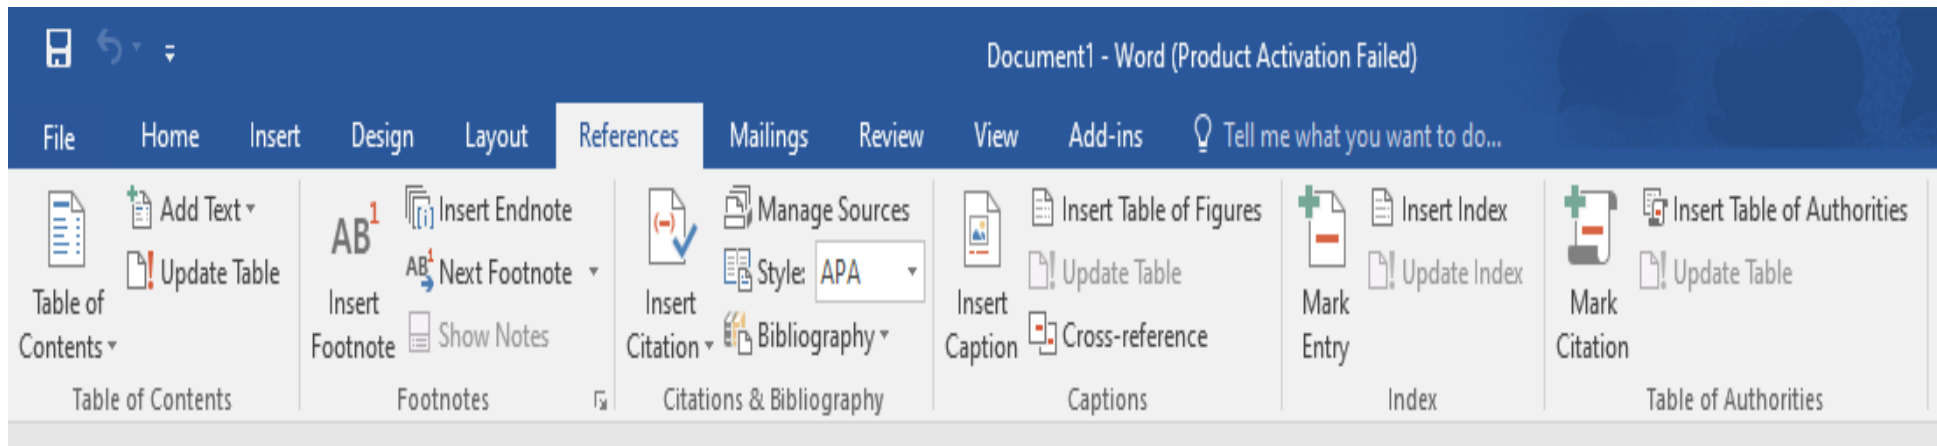 Document1 - Word (Product Activation Failed)
File Home Insert Design Layout References Mailings Review View Add-ins Tell me what you want to do...
Table of Contents
Add Text
Update Table
Table of Contents
AB1
Insert Footnote
[i] Insert Endnote
AB1 Next Footnote
Show Notes
Footnotes
(-)
Insert Citation
Manage Sources
Style: APA
Bibliography
Citations & Bibliography
Insert Caption
Insert Table of Figures
Update Table
Cross-reference
Captions
Mark Entry
Insert Index
Update Index
Index
Mark Citation
Insert Table of Authorities
Update Table
Table of Authorities